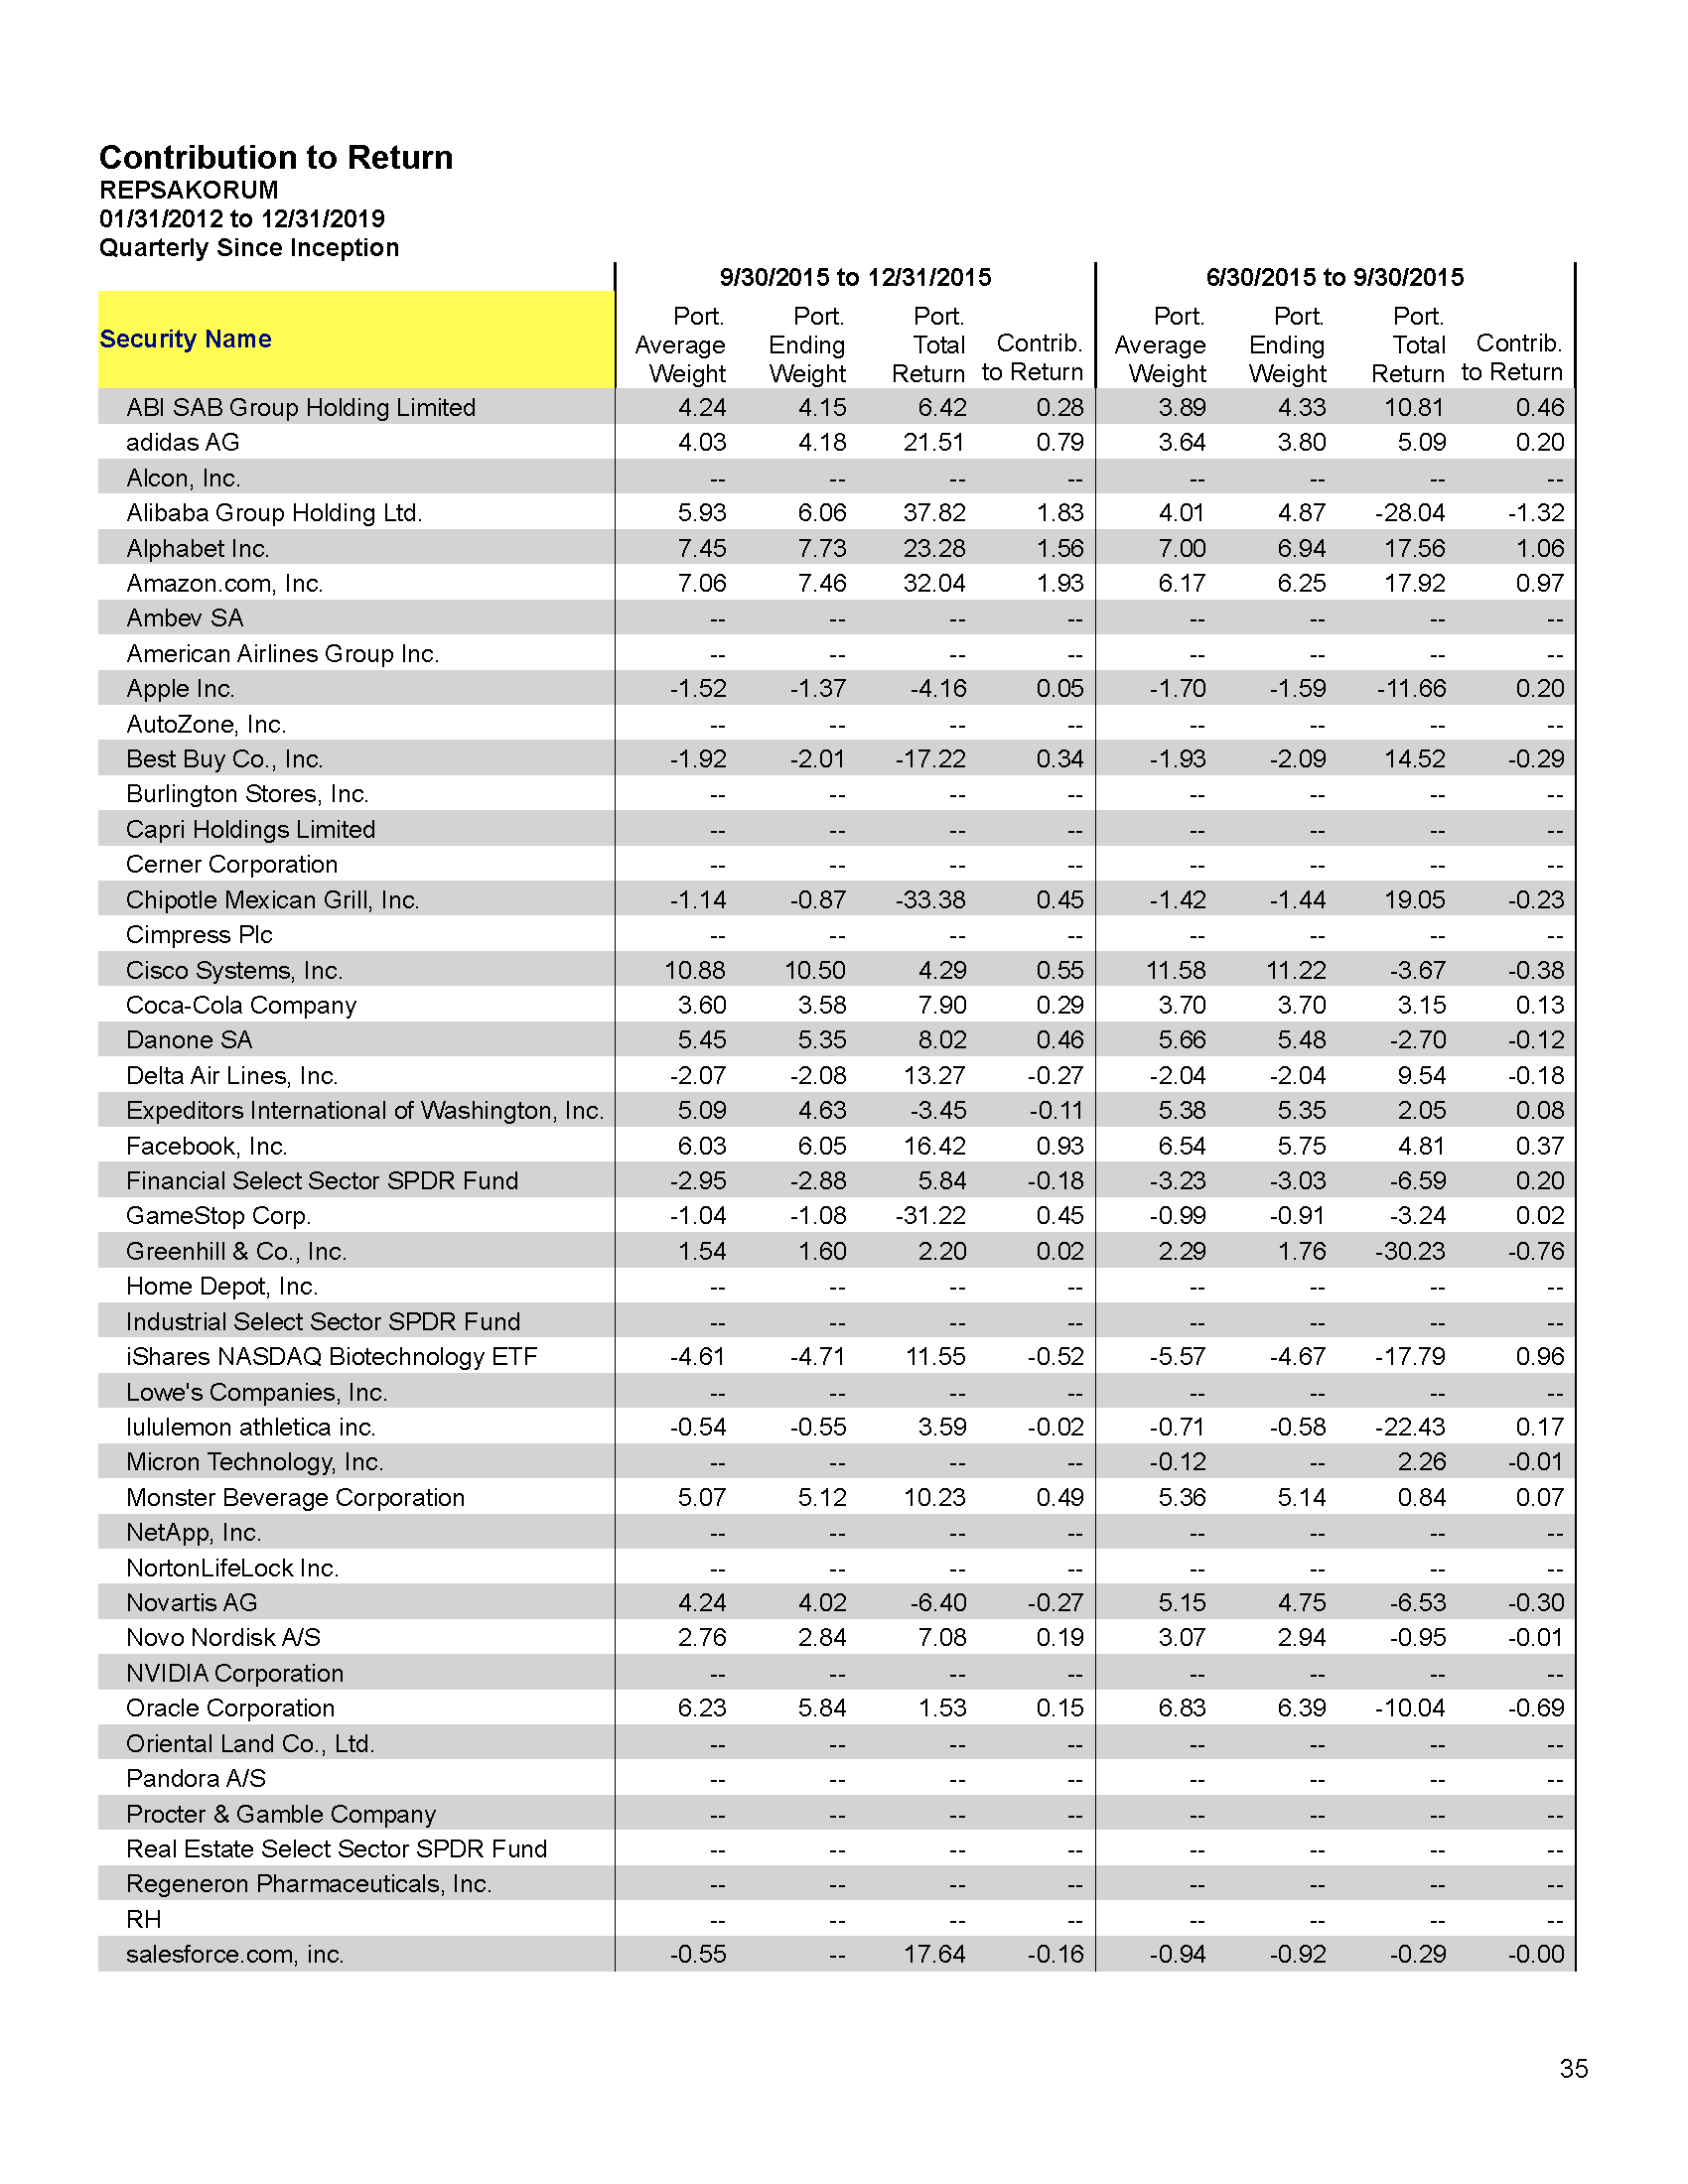 Contribution to Return
REPSAKORUM
01/31/2012 to 12/31/2019
Quarterly Since Inception
9/30/2015 to 12/31/2015 6/30/2015 to 9/30/2015
Security Name Port. Average Weight Port. Ending Weight Port. Total Return Contrib. to Return Port. Average Weight Port. Ending Weight Port. Total Return Contrib. to Return
ABI SAB Group Holding Limited 4.24 4.15 6.42 0.28 3.89 4.33 10.81 0.46
adidas AG 4.03 4.18 21.51 0.79 3.64 3.80 5.09 0.20
Alcon, Inc. -- -- -- -- -- -- -- --
Alibaba Group Holding Ltd. 5.93 6.06 37.82 1.83 4.01 4.87 -28.04 -1.32
Alphabet Inc. 7.45 7.73 23.28 1.56 7.00 6.94 17.56 1.06
Amazon.com, Inc. 7.06 7.46 32.04 1.93 6.17 6.25 17.92 0.97
Ambev SA -- -- -- -- -- -- -- --
American Airlines Group Inc. -- -- -- -- -- -- -- --
Apple Inc. -1.52 -1.37 -4.16 0.05 -1.70 -1.59 -11.66 0.20
AutoZone, Inc. -- -- -- -- -- -- -- --
Best Buy Co., Inc. -1.92 -2.01 -17.22 0.34 -1.93 -2.09 14.52 -0.29
Burlington Stores, Inc. -- -- -- -- -- -- -- --
Capri Holdings Limited -- -- -- -- -- -- -- --
Cerner Corporation -- -- -- -- -- -- -- --
Chipotle Mexican Grill, Inc. -1.14 -0.87 -33.38 0.45 -1.42 -1.44 19.05 -0.23
Cimpress Plc -- -- -- -- -- -- -- --
Cisco Systems, Inc. 10.88 10.50 4.29 0.55 11.58 11.22 -3.67 -0.38
Coca-Cola Company 3.60 3.58 7.90 0.29 3.70 3.70 3.15 0.13
Danone SA 5.45 5.35 8.02 0.46 5.66 5.48 -2.70 -0.12
Delta Air Lines, Inc. -2.07 -2.08 13.27 -0.27 -2.04 -2.04 9.54 -0.18
Expeditors International of Washington, Inc. 5.09 4.63 -3.45 -0.11 5.38 5.35 2.05 0.08
Facebook, Inc. 6.03 6.05 16.42 0.93 6.54 5.75 4.81 0.37
Financial Select Sector SPDR Fund -2.95 -2.88 5.84 -0.18 -3.23 -3.03 -6.59 0.20
GameStop Corp. -1.04 -1.08 -31.22 0.45 -0.99 -0.91 -3.24 0.02
Greenhill & Co., Inc. 1.54 1.60 2.20 0.02 2.29 1.76 -30.23 -0.76
Home Depot, Inc. -- -- -- -- -- -- -- --
Industrial Select Sector SPDR Fund -- -- -- -- -- -- -- --
iShares NASDAQ Biotechnology ETF -4.61 -4.71 11.55 -0.52 -5.57 -4.67 -17.79 0.96
Lowe's Companies, Inc. -- -- -- -- -- -- -- --
lululemon athletica inc. -0.54 -0.55 3.59 -0.02 -0.71 -0.58 -22.43 0.17
Micron Technology, Inc. -- -- -- -- -0.12 -- 2.26 -0.01
Monster Beverage Corporation 5.07 5.12 10.23 0.49 5.36 5.14 0.84 0.07
NetApp, Inc. -- -- -- -- -- -- -- --
NortonLifeLock Inc. -- -- -- -- -- -- -- --
Novartis AG 4.24 4.02 -6.40 -0.27 5.15 4.75 -6.53 -0.30
Novo Nordisk A/S 2.76 2.84 7.08 0.19 3.07 2.94 -0.95 -0.01
NVIDIA Corporation -- -- -- -- -- -- -- --
Oracle Corporation 6.23 5.84 1.53 0.15 6.83 6.39 -10.04 -0.69
Oriental Land Co., Ltd. -- -- -- -- -- -- -- --
Pandora A/S -- -- -- -- -- -- -- --
Procter & Gamble Company -- -- -- -- -- -- -- --
Real Estate Select Sector SPDR Fund -- -- -- -- -- -- -- --
Regeneron Pharmaceuticals, Inc. -- -- -- -- -- -- -- --
RH -- -- -- -- -- -- -- --
salesforce.com, inc. -0.55 -- 17.64 -0.16 -0.94 -0.92 -0.29 -0.00
35